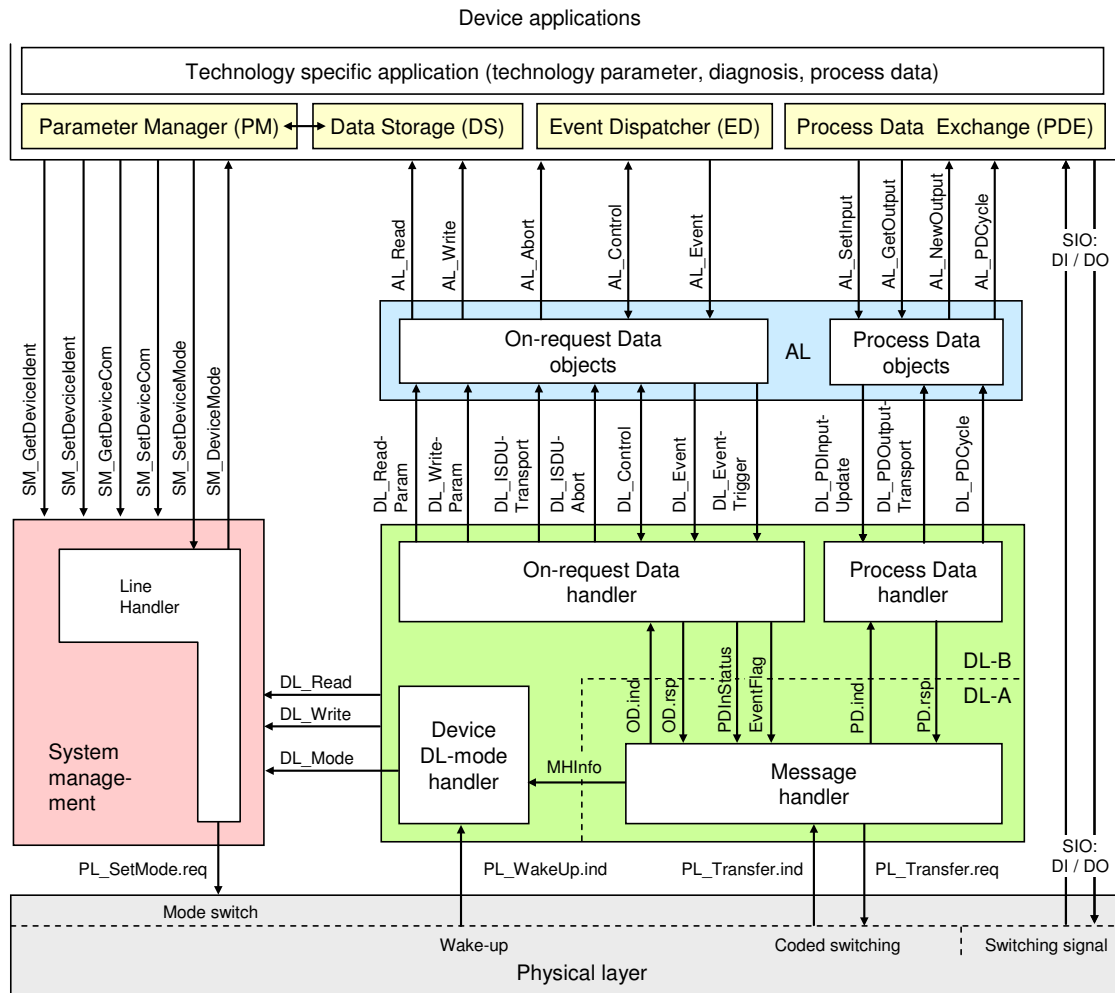 Device applications
Technology specific application (technology parameter, diagnosis, process data)
Parameter Manager (PM)
Data Storage (DS)
Event Dispatcher (ED)
Process Data Exchange (PDE)
SM_GetDeviceIdent
SM_SetDevciceIdent
SM_GetDeviceCom
SM_SetDeviceCom
SM_SetDeviceMode
SM_DeviceMode
AL_Read
AL_Write
AL_Abort
AL_Control
AL_Event
AL_SetInput
AL_GetOutput
AL_NewOutput
AL_PDCycle
SIO:
DI / DO
On-request Data
objects
AL
Process Data
objects
DL_Read-
Param
DL_Write-
Param
DL_ISDU-
Transport
DL_ISDU-
Abort
DL_Control
DL_Event
DL_Event-
Trigger
DL_PDInput-
Update
DL_PDOutput-
Transport
DL_PDCycle
Line
Handler
On-request Data
handler
Process Data
handler
DL-B
DL-A
OD.ind
OD.rsp
PDInStatus
EventFlag
PD.ind
PD.rsp
DL_Read
DL_Write
DL_Mode
System
manage-
ment
Device
DL-mode
handler
MHInfo
Message
handler
PL_SetMode.req
PL_WakeUp.ind
PL_Transfer.ind
PL_Transfer.req
SIO:
DI / DO
Mode switch
Wake-up
Coded switching
Switching signal
Physical layer